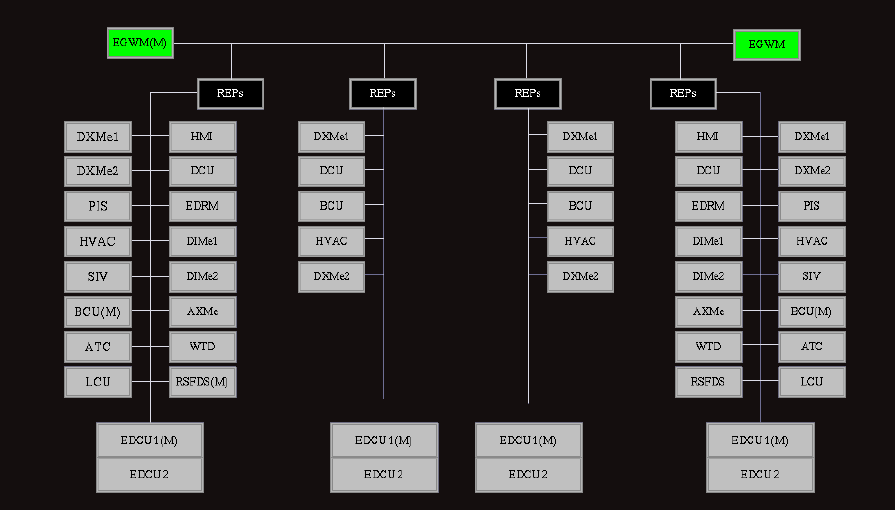 EGWM(M)
EGWM
REPs
REPs
REPs
REPs
DXMe1
HMI
DXMe1
DXMe1
HMI
DXMe1
DXMe2
DCU
DCU
DCU
DCU
DXMe2
PIS
EDRM
BCU
BCU
EDRM
PIS
HVAC
DIMe1
HVAC
HVAC
DIMe1
HVAC
SIV
DIMe2
DXMe2
DXMe2
DIMe2
SIV
BCU(M)
AXMe
AXMe
BCU(M)
ATC
WTD
WTD
ATC
LCU
RSFDS(M)
RSFDS
LCU
EDCU1(M)
EDCU1(M)
EDCU1(M)
EDCU1(M)
EDCU2
EDCU2
EDCU2
EDCU2